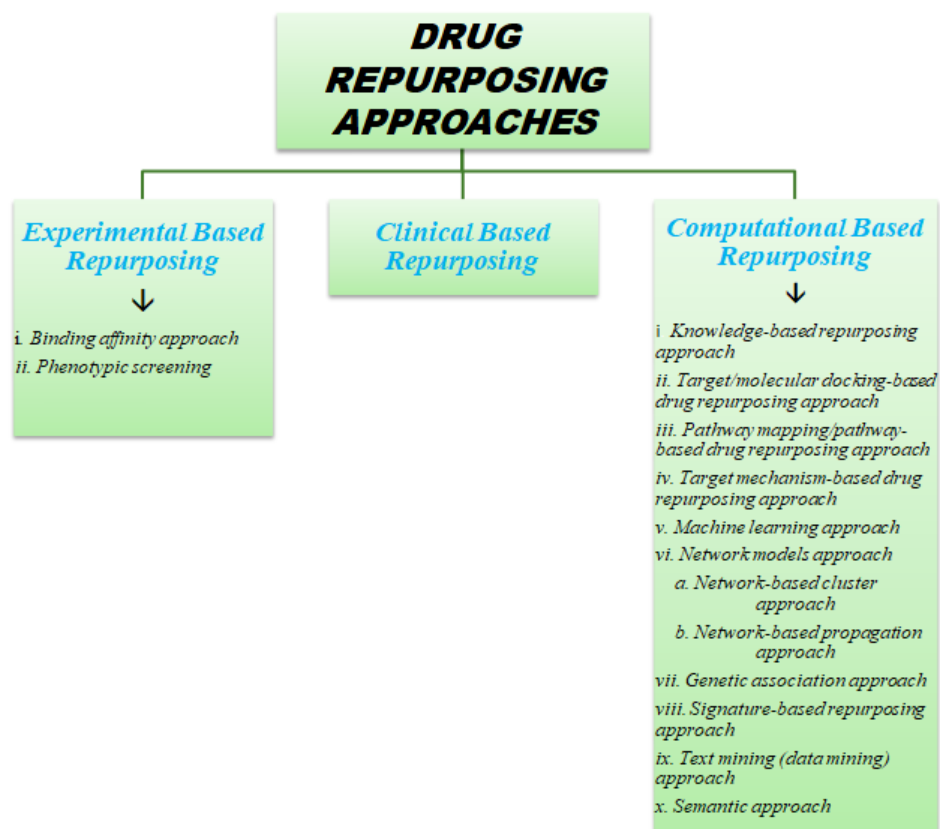 DRUG
REPURPOSING
APPROACHES
Experimental Based
Repurposing
i. Binding affinity approach
ii. Phenotypic screening
Clinical Based
Repurposing
Computational Based
Repurposing
i Knowledge-based repurposing
approach
ii. Target/molecular docking-based
drug repurposing approach
iii. Pathway mapping/pathway-
based drug repurposing approach
iv. Target mechanism-based drug
repurposing approach
v. Machine learning approach
vi. Network models approach
a. Network-based cluster
approach
b. Network-based propagation
approach
vii. Genetic association approach
viii. Signature-based repurposing
approach
ix. Text mining (data mining)
approach
x. Semantic approach